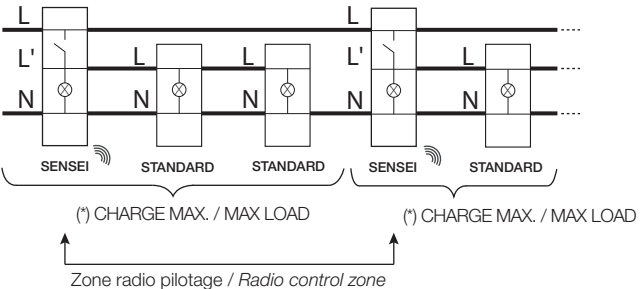 L L
L' L L L' L
N N N N N
SENSEI STANDARD STANDARD SENSEI STANDARD
(*) CHARGE MAX. / MAX LOAD (*) CHARGE MAX. / MAX LOAD
Zone radio pilotage / Radio control zone